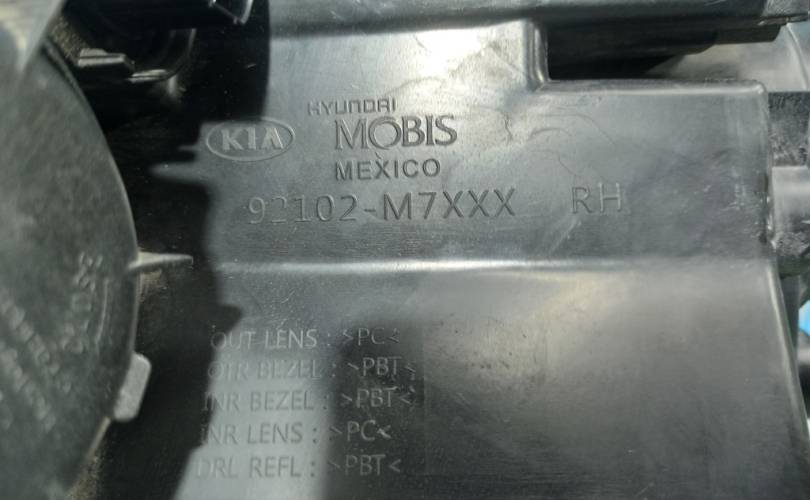 HYUNDAI
KIA MOBIS
MEXICO
92102-M7XXX RH
OUT LENS : >PC<
OTR BEZEL : >PBT<
INR BEZEL : >PBT<
INR LENS : >PC<
DRL REFL : >PBT<